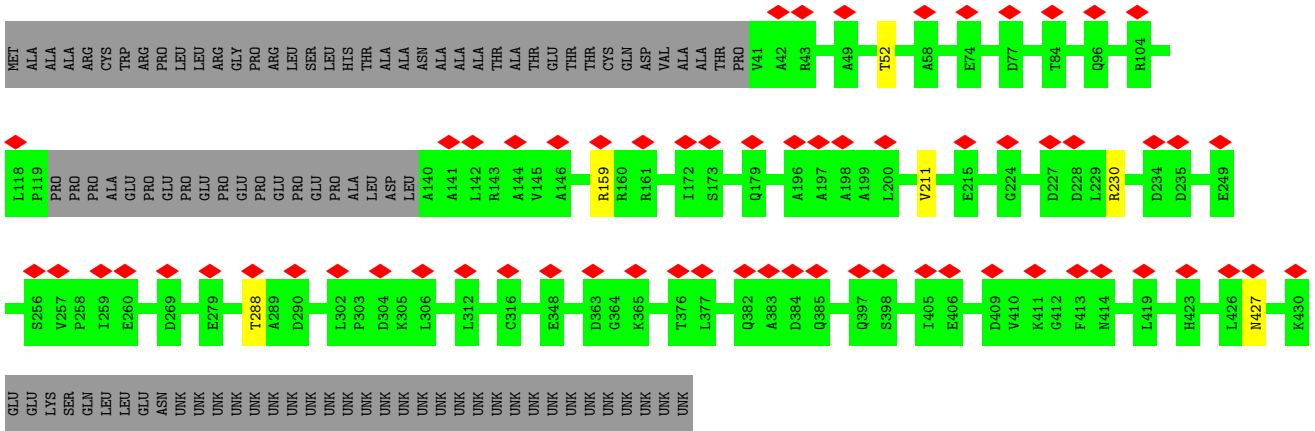 MET ALA ALA ALA ALA ARG CYS TRP ARG PRO LEU LEU ARG GLY PRO ARG LEU SER LEU HIS THR ALA ALA ASN ALA ALA ALA ALA THR ALA THR GLU THR THR CYS GLN ASP VAL ALA ALA THR PRO V41 A42 R43 A49 T52 A58 E74 D77 T84 Q96 R104
L118 P119 PRO PRO PRO ALA GLU PRO GLU PRO GLU PRO GLU PRO GLU PRO GLU PRO ALA LEU ASP LEU A140 A141 L142 R143 A144 V145 A146 R159 R160 R161 I172 S173 Q179 A196 A197 A198 A199 L200 V211 E215 G224 D227 D228 L229 R230 D234 D235 E249
S256 V257 P258 I259 E260 D269 E279 T288 A289 D290 L302 P303 D304 K305 L306 L312 C316 E348 D363 G364 K365 T376 L377 Q382 A383 D384 Q385 Q397 S398 I405 E406 D409 V410 K411 G412 F413 N414 L419 H423 L426 N427 K430
GLU GLU LYS SER GLN LEU LEU GLU ASN UNK UNK UNK UNK UNK UNK UNK UNK UNK UNK UNK UNK UNK UNK UNK UNK UNK UNK UNK UNK